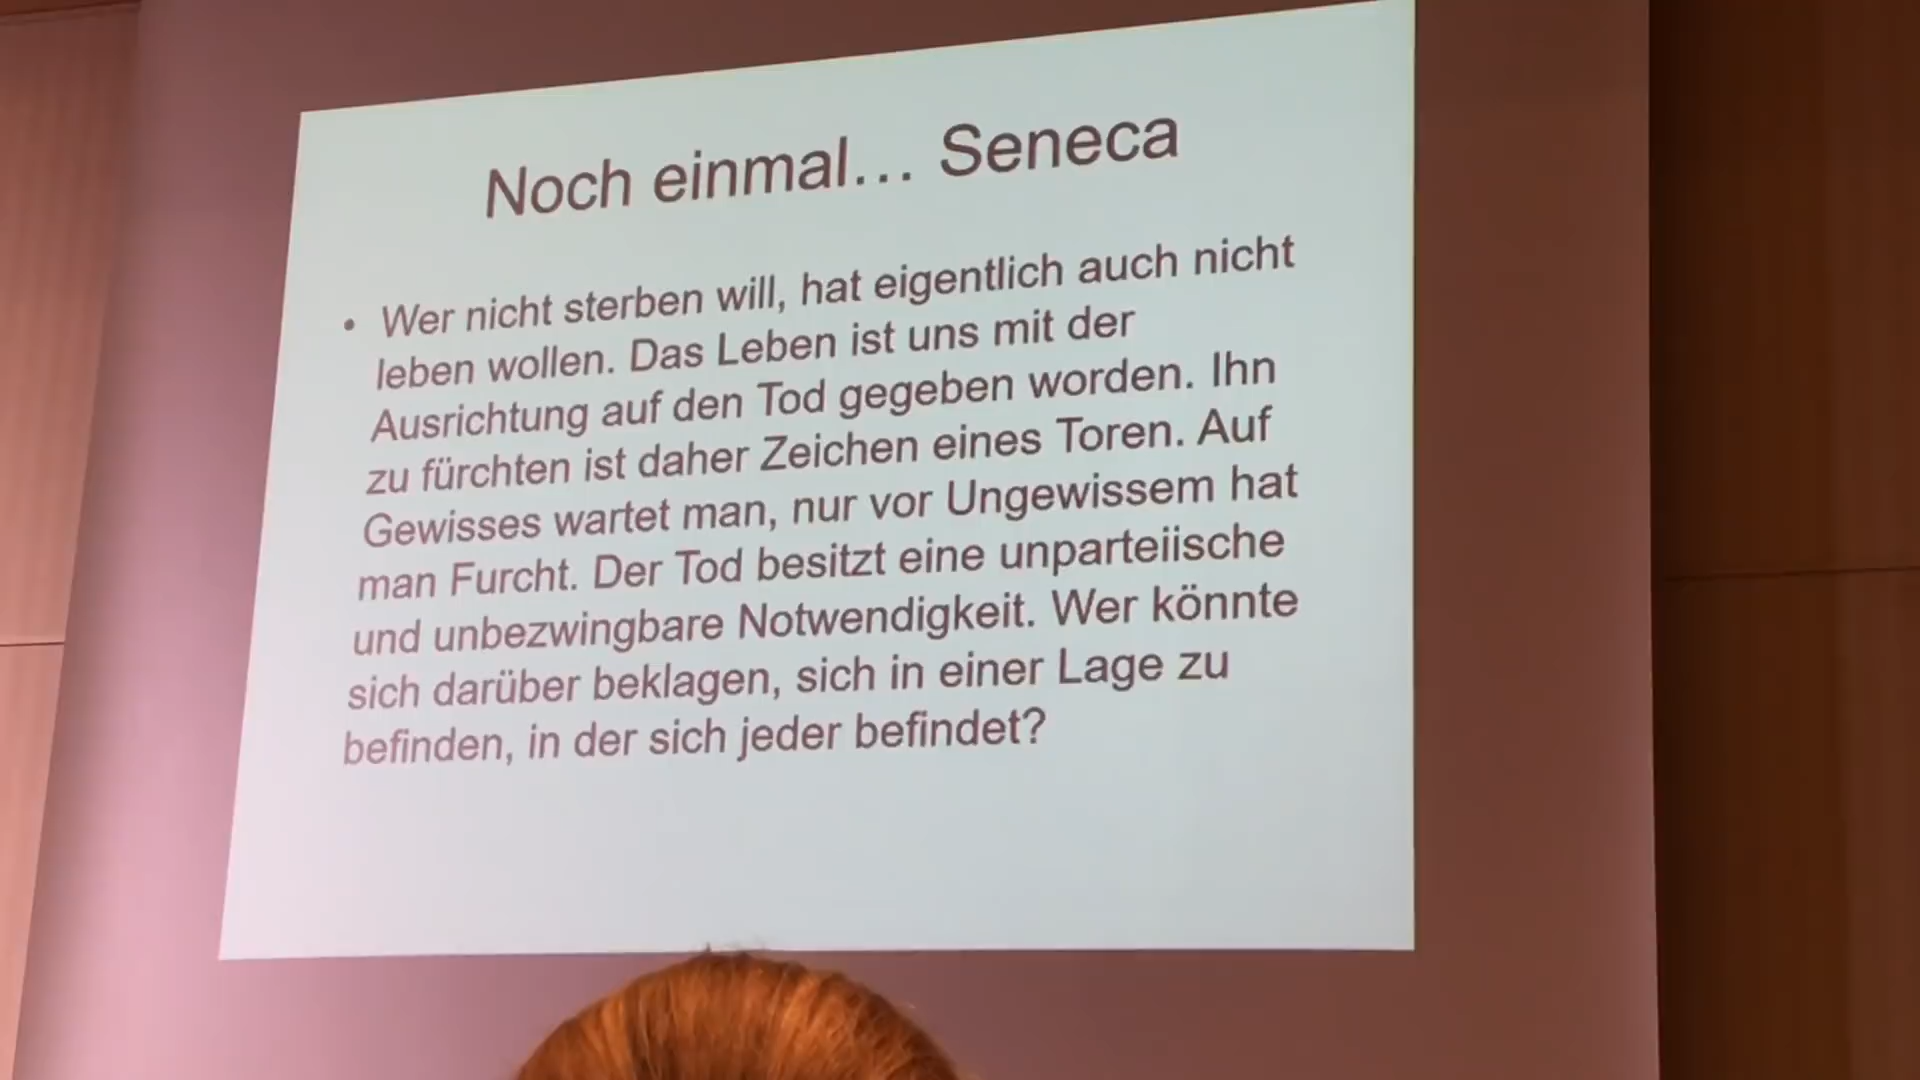 Noch einmal... Seneca
• Wer nicht sterben will, hat eigentlich auch nicht
leben wollen. Das Leben ist uns mit der
Ausrichtung auf den Tod gegeben worden. Ihn
zu fürchten ist daher Zeichen eines Toren. Auf
Gewisses wartet man, nur vor Ungewissem hat
man Furcht. Der Tod besitzt eine unparteiische
und unbezwingbare Notwendigkeit. Wer könnte
sich darüber beklagen, sich in einer Lage zu
befinden, in der sich jeder befindet?